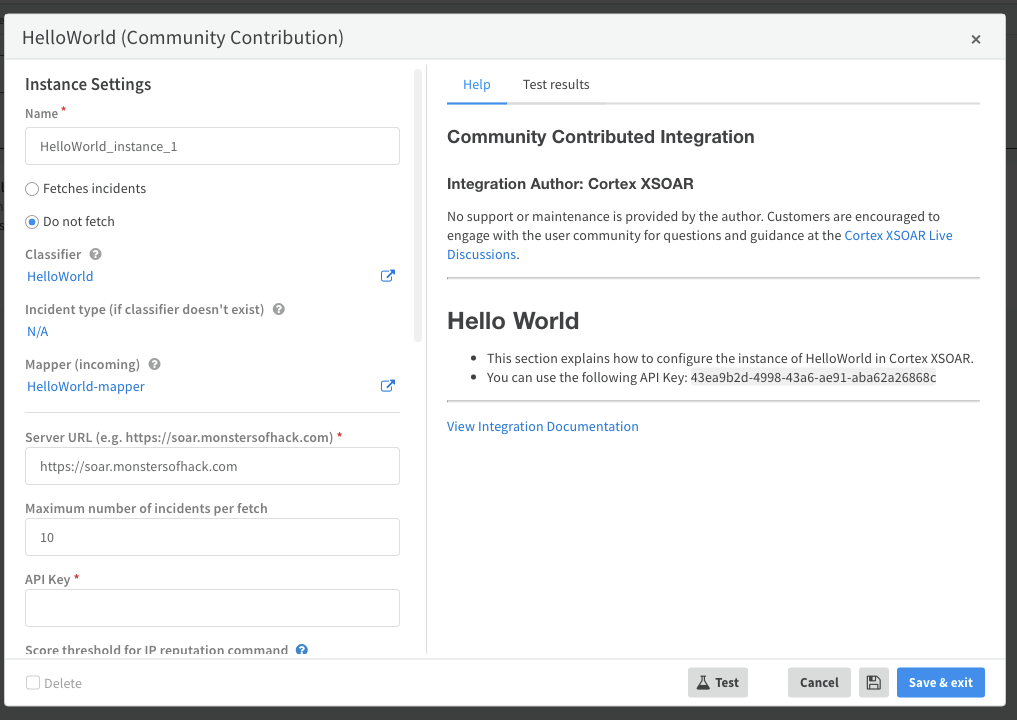 HelloWorld (Community Contribution)
×
Instance Settings
Name *
HelloWorld_instance_1
Fetches incidents
Do not fetch
Classifier ?
HelloWorld
Incident type (if classifier doesn't exist) ?
N/A
Mapper (incoming) ?
HelloWorld-mapper
Server URL (e.g. https://soar.monstersofhack.com) *
https://soar.monstersofhack.com
Maximum number of incidents per fetch
10
API Key *
Score threshold for IP reputation command ?
Help Test results
Community Contributed Integration
Integration Author: Cortex XSOAR
No support or maintenance is provided by the author. Customers are encouraged to
engage with the user community for questions and guidance at the Cortex XSOAR Live
Discussions.
Hello World
• This section explains how to configure the instance of HelloWorld in Cortex XSOAR.
• You can use the following API Key: 43ea9b2d-4998-43a6-ae91-aba62a26868c
View Integration Documentation
Delete
Test Cancel Save & exit